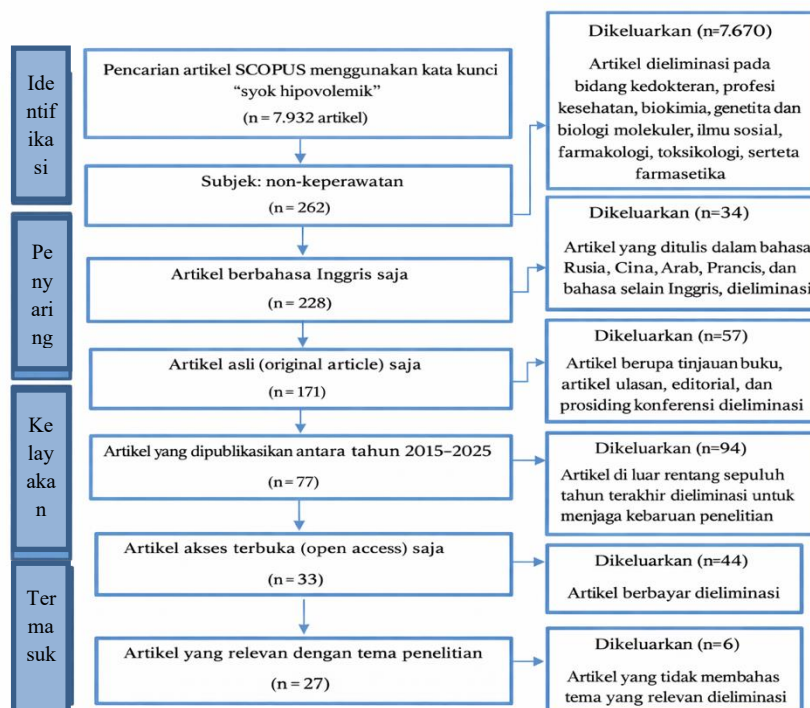 Ide
ntif
ika
si
Pencarian artikel SCOPUS menggunakan kata kunci
“syok hipovolemik”
(n = 7.932 artikel)
Dikeluarkan (n=7.670)
Artikel dieliminasi pada
bidang kedokteran, profesi
kesehatan, biokimia, genetita dan
biologi molekuler, ilmu sosial,
farmakologi, toksikologi, serteta
farmasetika
Subjek: non-keperawatan
(n = 262)
Pe
ny
ari
ng
Dikeluarkan (n=34)
Artikel yang ditulis dalam bahasa
Rusia, Cina, Arab, Prancis, dan
bahasa selain Inggris, dieliminasi
Artikel berbahasa Inggris saja
(n = 228)
Artikel asli (original article) saja
(n = 171)
Dikeluarkan (n=57)
Artikel berupa tinjauan buku,
artikel ulasan, editorial, dan
prosiding konferensi dieliminasi
Ke
lay
aka
n
Artikel yang dipublikasikan antara tahun 2015–2025
(n = 77)
Dikeluarkan (n=94)
Artikel di luar rentang sepuluh
tahun terakhir dieliminasi untuk
menjaga kebaruan penelitian
Artikel akses terbuka (open access) saja
(n = 33)
Dikeluarkan (n=44)
Artikel berbayar dieliminasi
Ter
ma
suk
Artikel yang relevan dengan tema penelitian
(n = 27)
Dikeluarkan (n=6)
Artikel yang tidak membahas
tema yang relevan dieliminasi